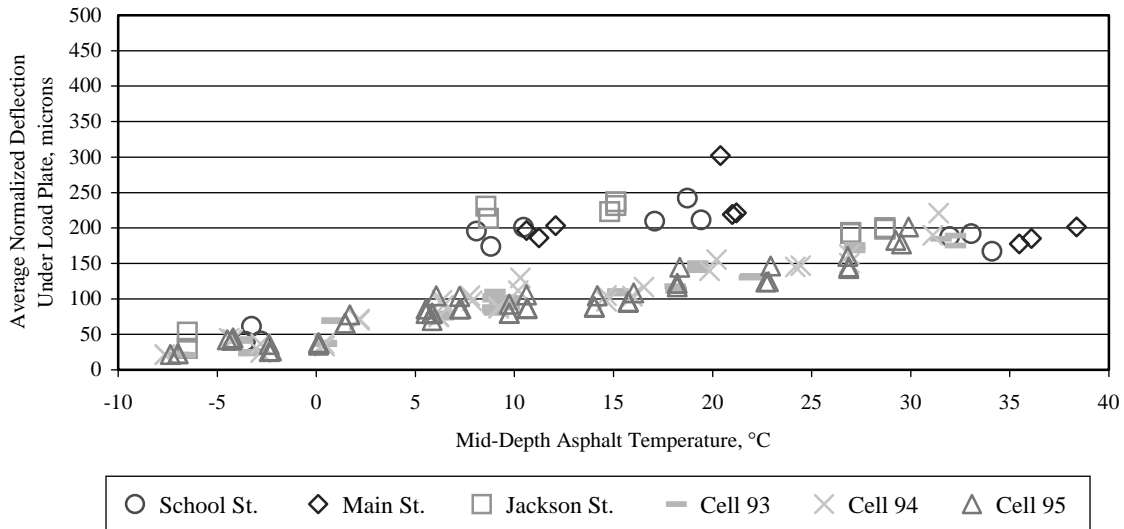 500
450
400
350
300
250
200
150
100
50
0
Average Normalized Deflection
Under Load Plate, microns
-10 -5 0 5 10 15 20 25 30 35 40
Mid-Depth Asphalt Temperature, °C
School St. Main St. Jackson St. Cell 93 Cell 94 Cell 95